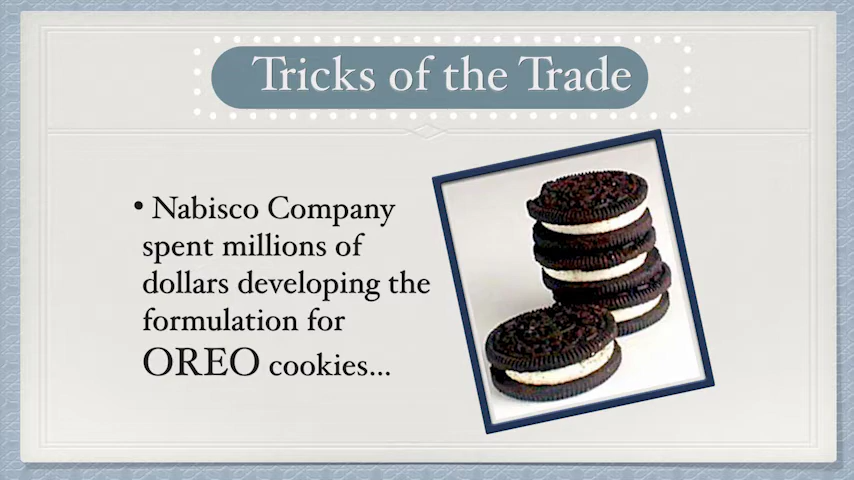 Tricks of the Trade
• Nabisco Company
spent millions of
dollars developing the
formulation for
OREO cookies...